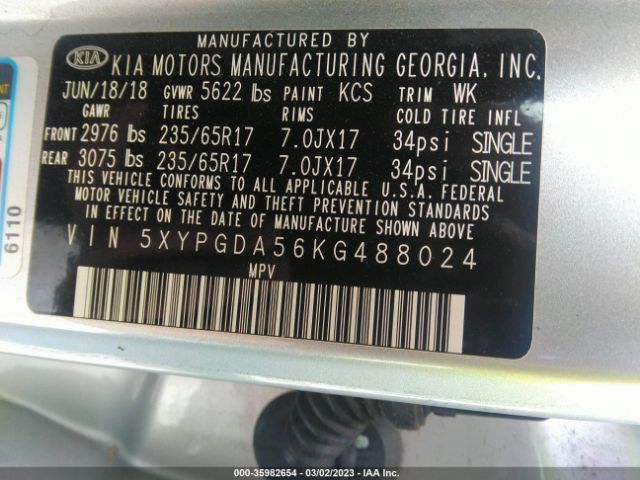 MANUFACTURED BY
KIA KIA MOTORS MANUFACTURING GEORGIA, INC.
JUN/18/18 GVWR 5622 lbs PAINT KCS TRIM WK
GAWR TIRES RIMS COLD TIRE INFL
FRONT 2976 lbs 235/65R17 7.0JX17 34psi SINGLE
REAR 3075 lbs 235/65R17 7.0JX17 34psi SINGLE
THIS VEHICLE CONFORMS TO ALL APPLICABLE U.S.A. FEDERAL
MOTOR VEHICLE SAFETY AND THEFT PREVENTION STANDARDS
IN EFFECT ON THE DATE OF MANUFACTURE SHOWN ABOVE.
VIN 5XYPGDA56KG488024
MPV
6110
000-35982654 - 03/02/2023 - IAA Inc.